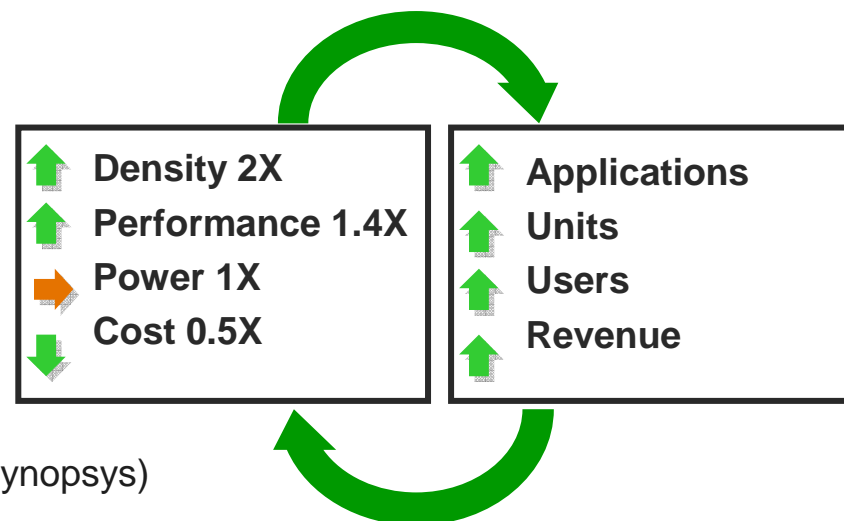 Density 2X
Performance 1.4X
Power 1X
Cost 0.5X
Applications
Units
Users
Revenue
ynopsys)